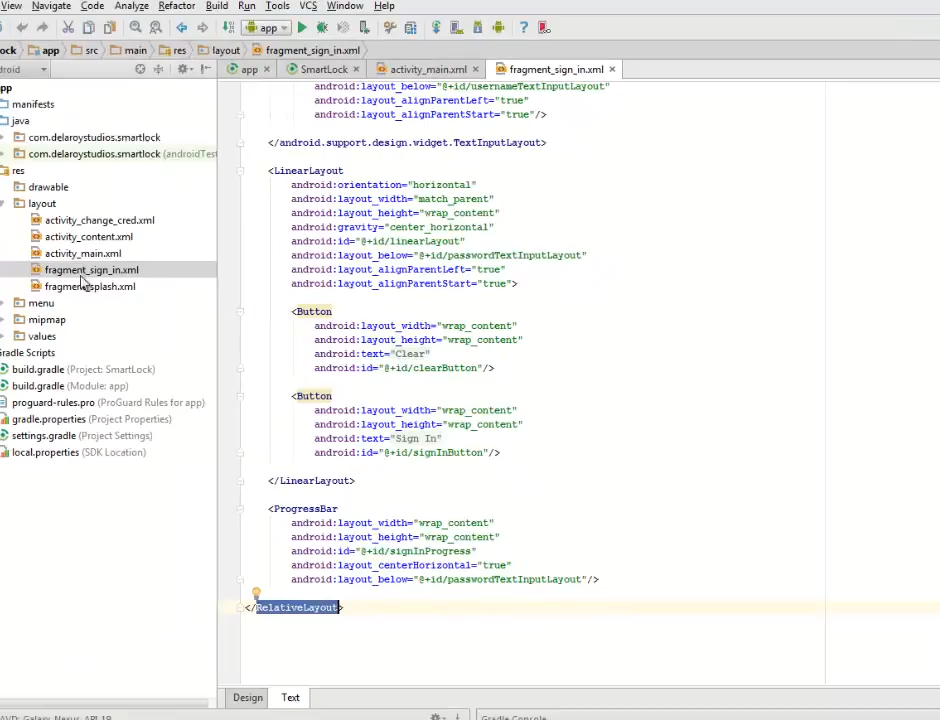 View Navigate Code Analyze Refactor Build Run Tools VCS Window Help
app
ock app src main res layout fragment_sign_in.xml
droid
app SmartLock activity_main.xml fragment_sign_in.xml
pp
manifests
java
com.delaroystudios.smartlock
com.delaroystudios.smartlock (androidTest
res
drawable
layout
activity_change_cred.xml
activity_content.xml
activity_main.xml
fragment_sign_in.xml
fragment_splash.xml
menu
mipmap
values
Gradle Scripts
build.gradle (Project: SmartLock)
build.gradle (Module: app)
proguard-rules.pro (ProGuard Rules for app)
gradle.properties (Project Properties)
settings.gradle (Project Settings)
local.properties (SDK Location)
android:layout_below="@+id/usernameTextInputLayout"
android:layout_alignParentLeft="true"
android:layout_alignParentStart="true"/>
</android.support.design.widget.TextInputLayout>
<LinearLayout
android:orientation="horizontal"
android:layout_width="match_parent"
android:layout_height="wrap_content"
android:gravity="center_horizontal"
android:id="@+id/linearLayout"
android:layout_below="@+id/passwordTextInputLayout"
android:layout_alignParentLeft="true"
android:layout_alignParentStart="true">
<Button
android:layout_width="wrap_content"
android:layout_height="wrap_content"
android:text="Clear"
android:id="@+id/clearButton"/>
<Button
android:layout_width="wrap_content"
android:layout_height="wrap_content"
android:text="Sign In"
android:id="@+id/signInButton"/>
</LinearLayout>
<ProgressBar
android:layout_width="wrap_content"
android:layout_height="wrap_content"
android:id="@+id/signInProgress"
android:layout_centerHorizontal="true"
android:layout_below="@+id/passwordTextInputLayout"/>
</RelativeLayout>
Design Text
AVD: Galaxy_Nexus_API_19
Gradle Console